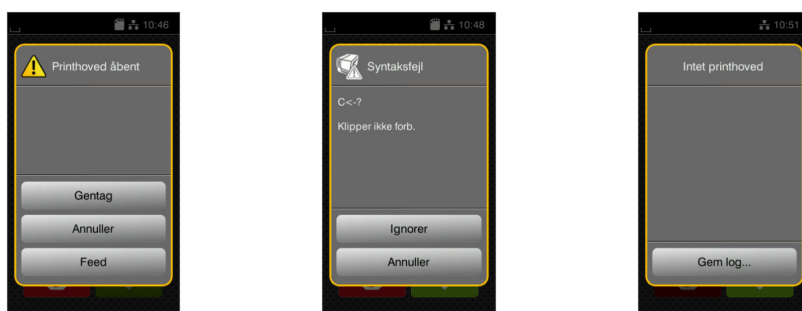 10:46
Printhoved åbent
Gentag
Annuller
Feed
10:48
Syntaksfejl
C<-?
Klipper ikke forb.
Ignorer
Annuller
10:51
Intet printhoved
Gem log...